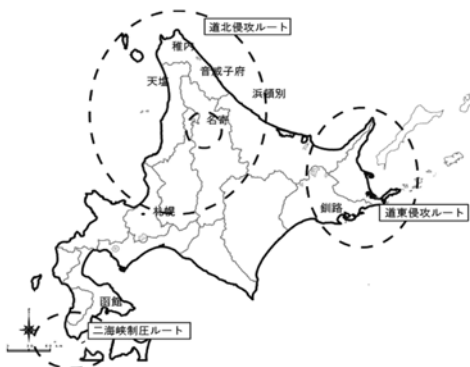 道北侵攻ルート
稚内
天塩
音威子府
浜頓別
名寄
札幌
釧路
道東侵攻ルート
函館
二海峡制圧ルート